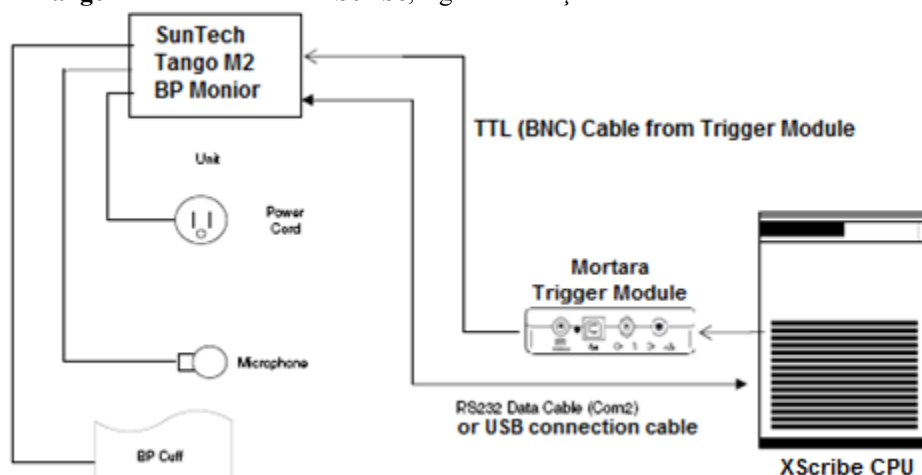 SunTech
Tango M2
BP Monior
TTL (BNC) Cable from Trigger Module
Unit
Power
Cord
Mortara
Trigger Module
Microphone
RS232 Data Cable (Com2)
or USB connection cable
BP Cuff
XScribe CPU